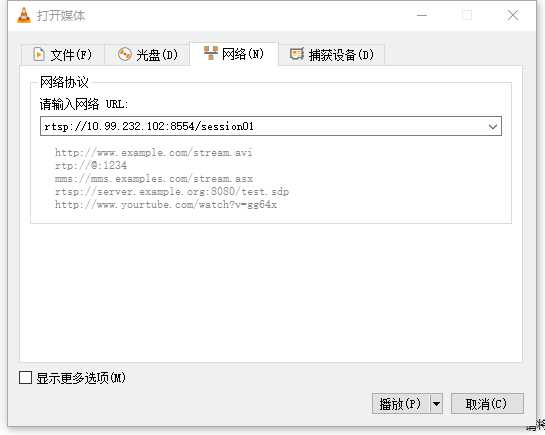 打开媒体
文件(F)
光盘(D)
网络(N)
捕获设备(D)
网络协议
请输入网络 URL:
rtsp://10.99.232.102:8554/session01
http://www.example.com/stream.avi
rtp://@:1234
mms://mms.examples.com/stream.asx
rtsp://server.example.org:8080/test.sdp
http://www.yourtube.com/watch?v=gg64x
显示更多选项(M)
播放(P)
取消(C)